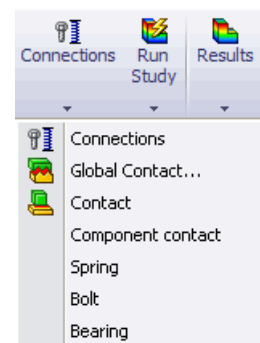 Connections Run Results
Study
Connections
Global Contact...
Contact
Component contact
Spring
Bolt
Bearing